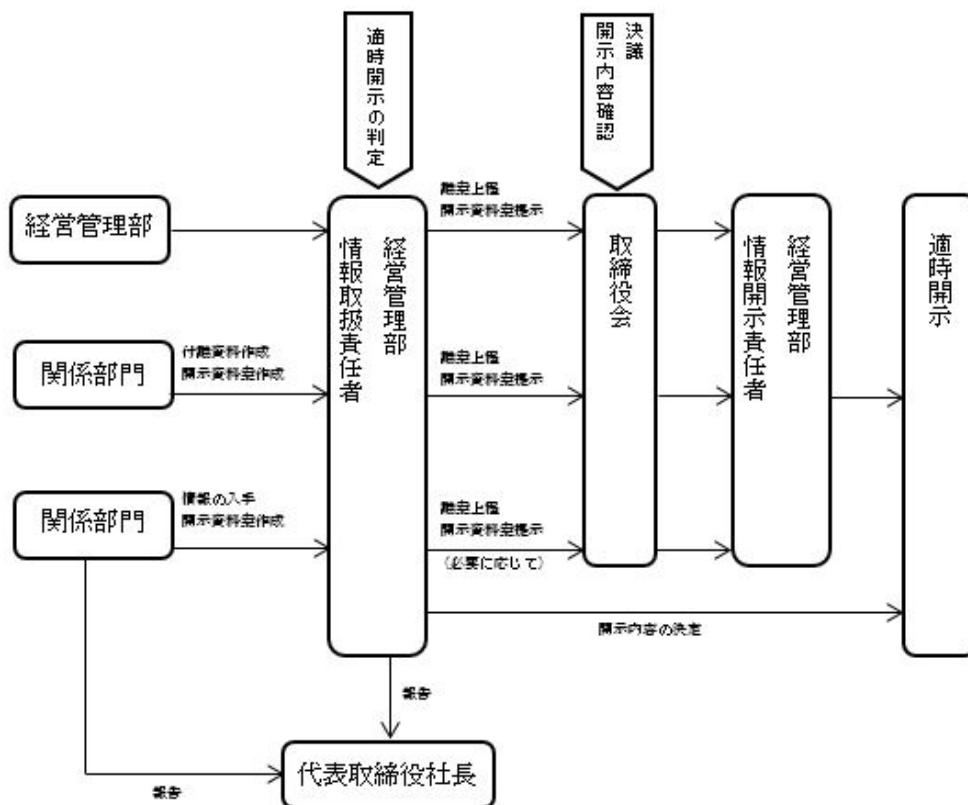 適時開示の判定
決議
開示内容確認
経営管理部
関係部門
付議資料作成
開示資料案作成
関係部門
情報の入手
開示資料案作成
経営管理部
情報取扱責任者
議案上程
開示資料案提示
議案上程
開示資料案提示
議案上程
開示資料案提示
(必要に応じて)
取締役会
経営管理部
情報開示責任者
適時開示
開示内容の決定
報告
代表取締役社長
報告